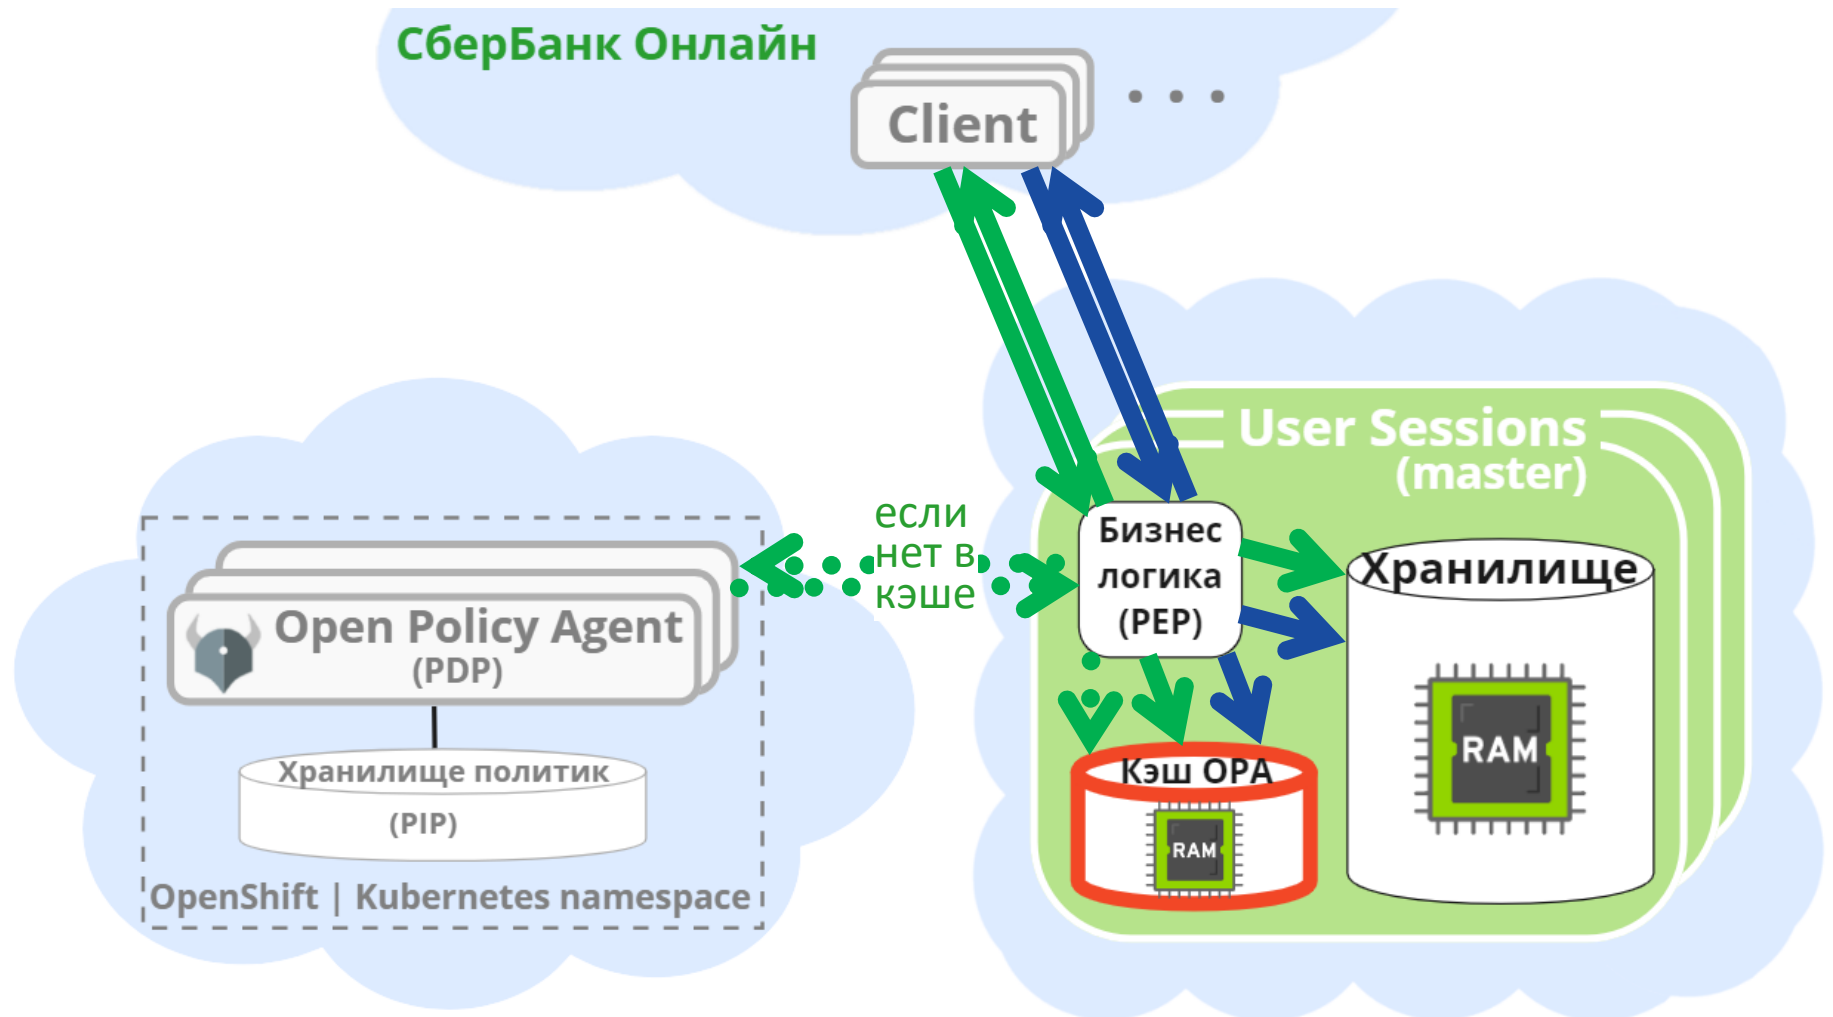 СберБанк Онлайн
Client
. . .
User Sessions
(master)
если
нет в
кэше
Бизнес
логика
(PEP)
Хранилище
RAM
Кэш OPA
RAM
Open Policy Agent
(PDP)
Хранилище политик
(PIP)
OpenShift | Kubernetes namespace